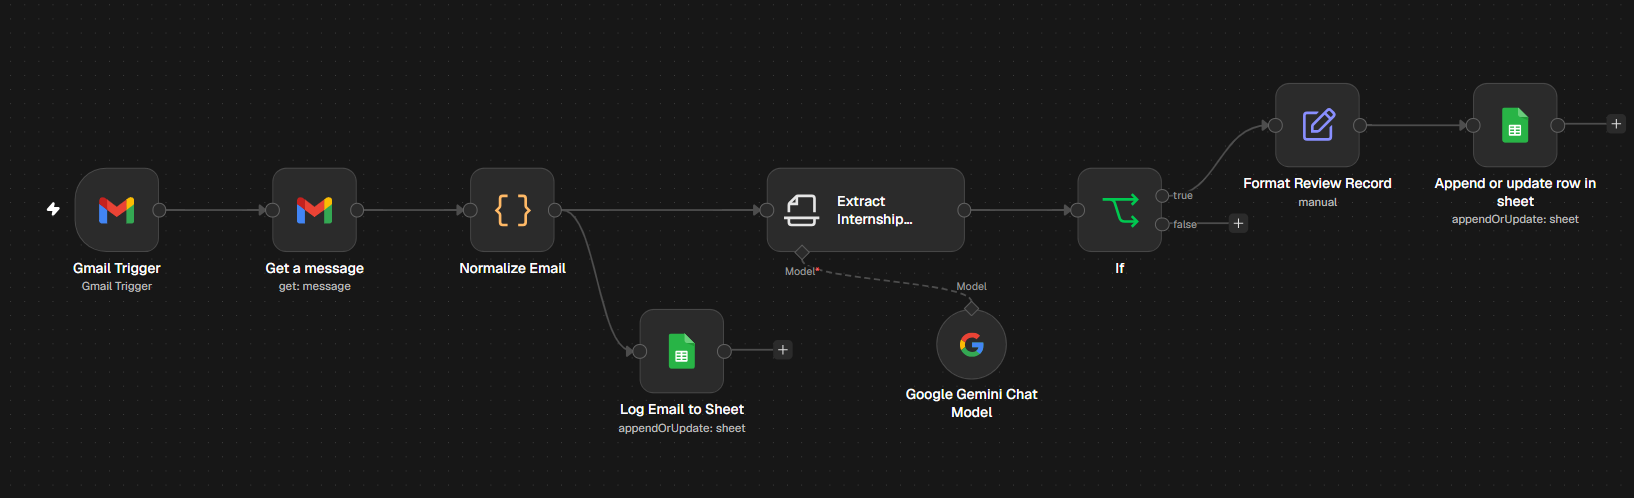 Gmail Trigger
Gmail Trigger
Get a message
get: message
Normalize Email
Log Email to Sheet
appendOrUpdate: sheet
Extract
Internship...
Model*
Model
Google Gemini Chat
Model
If
true
false
Format Review Record
manual
Append or update row in
sheet
appendOrUpdate: sheet